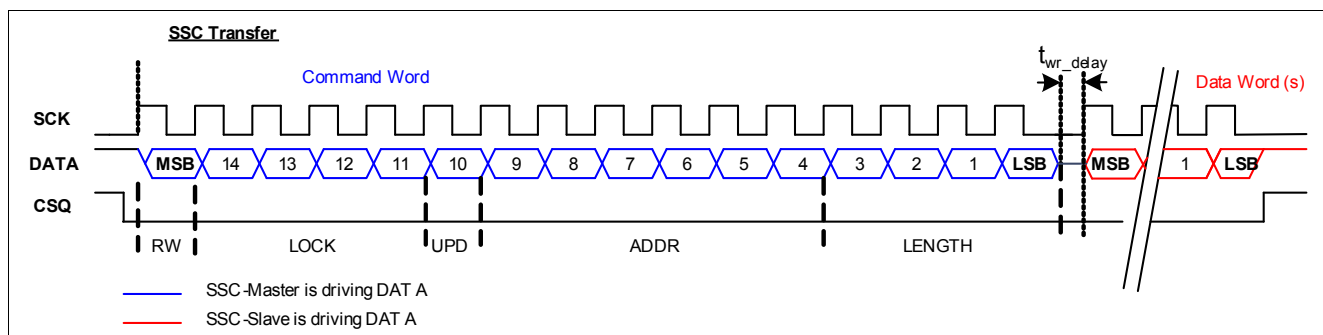 SSC Transfer
twr_delay
Command Word
Data Word (s)
SCK
DATA MSB 14 13 12 11 10 9 8 7 6 5 4 3 2 1 LSB MSB 1 LSB
CSQ
RW LOCK UPD ADDR LENGTH
SSC-Master is driving DAT A
SSC-Slave is driving DAT A